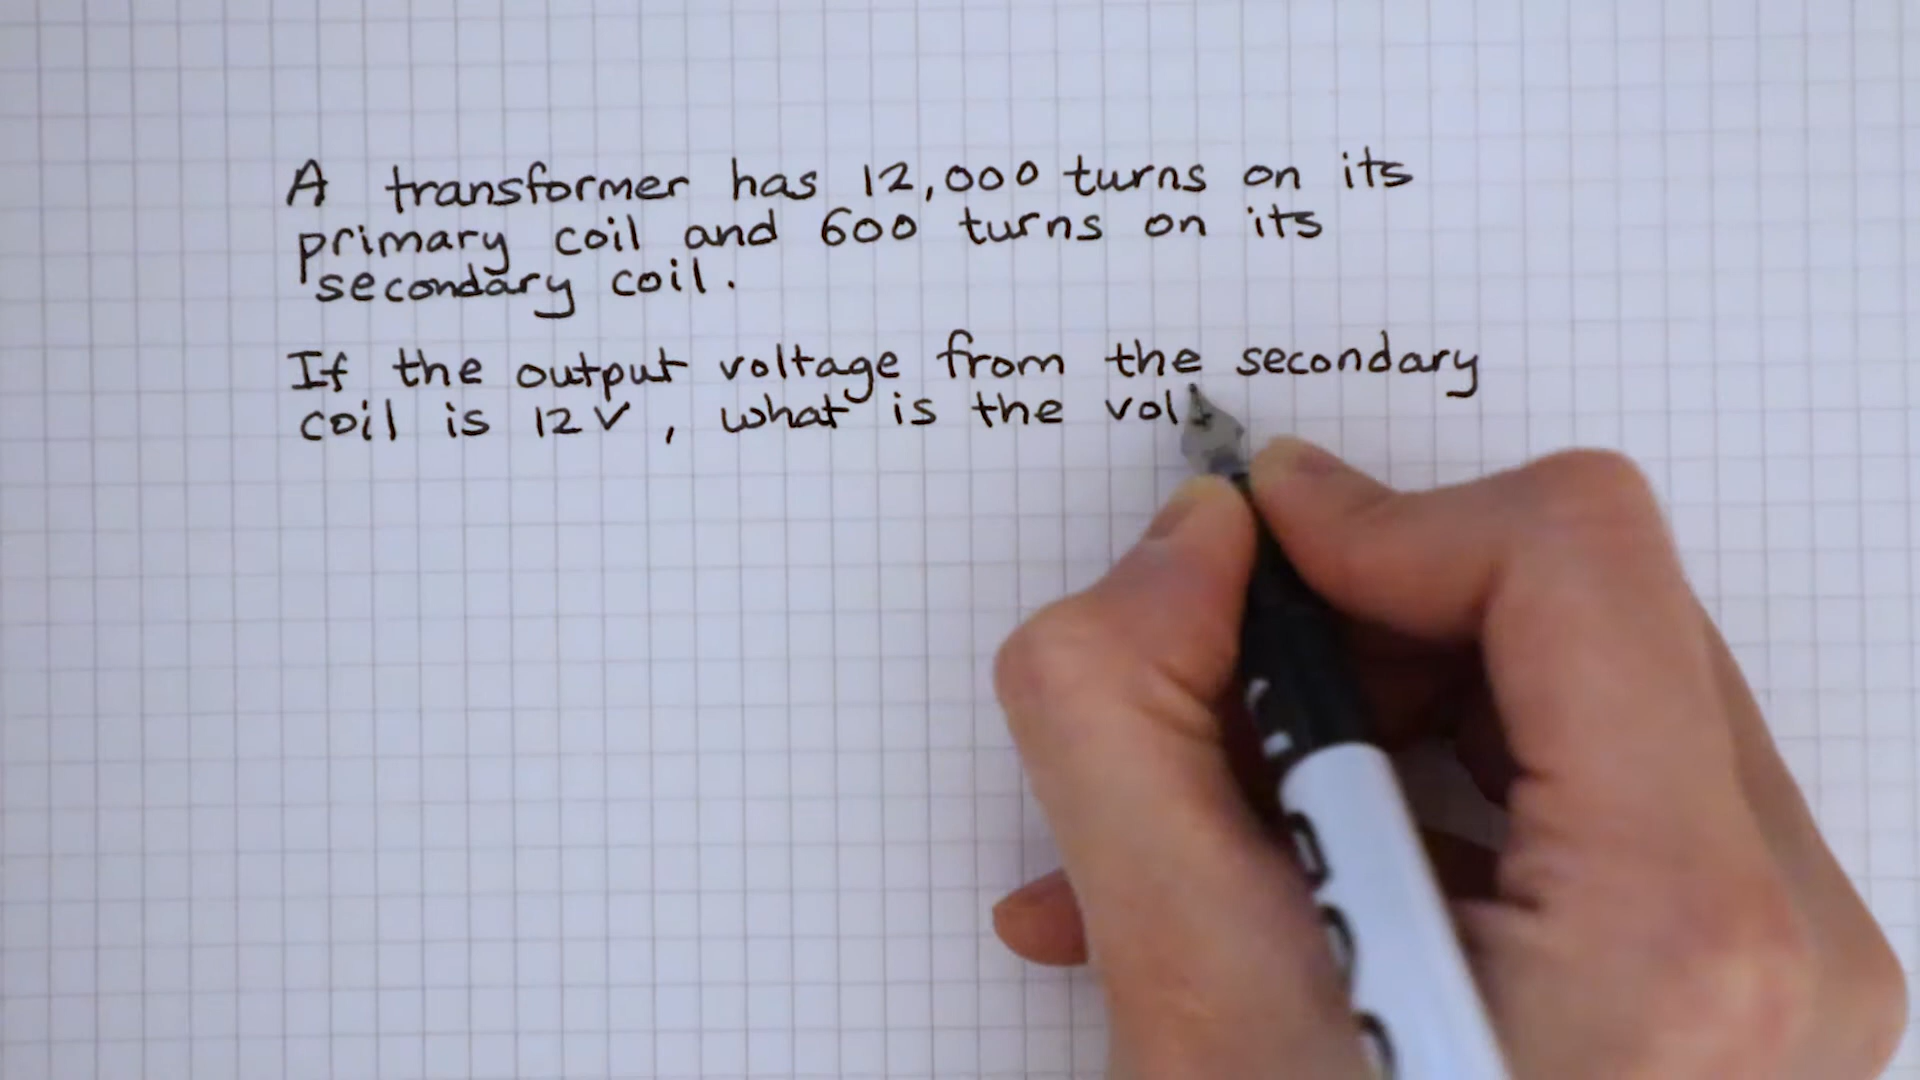 A transformer has 12,000 turns on its
primary coil and 600 turns on its
secondary coil.
If the output voltage from the secondary
coil is 12V, what is the volt